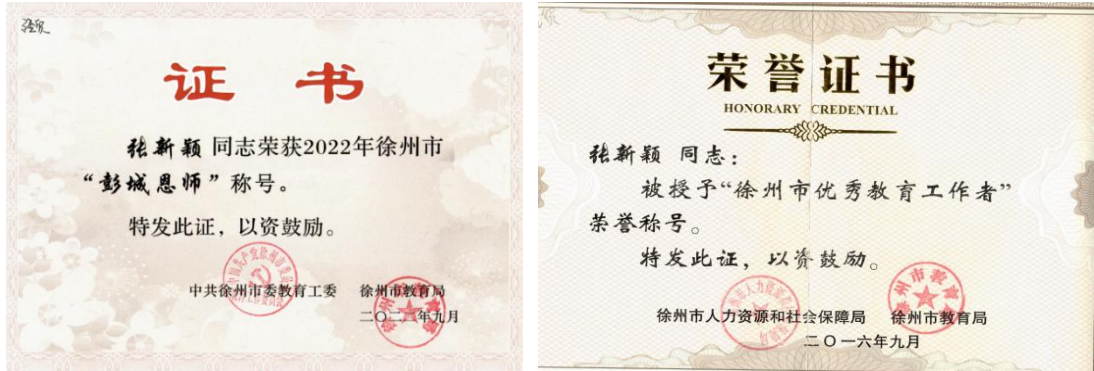 证 书
张新颖 同志荣获2022年徐州市
“彭城恩师”称号。
特发此证，以资鼓励。
中共徐州市委教育工委 徐州市教育局
二〇二二年九月
荣誉证书
HONORARY CREDENTIAL
张新颖 同志：
被授予“徐州市优秀教育工作者”
荣誉称号。
特发此证，以资鼓励。
徐州市人力资源和社会保障局 徐州市教育局
二〇一六年九月
徐州市教育局